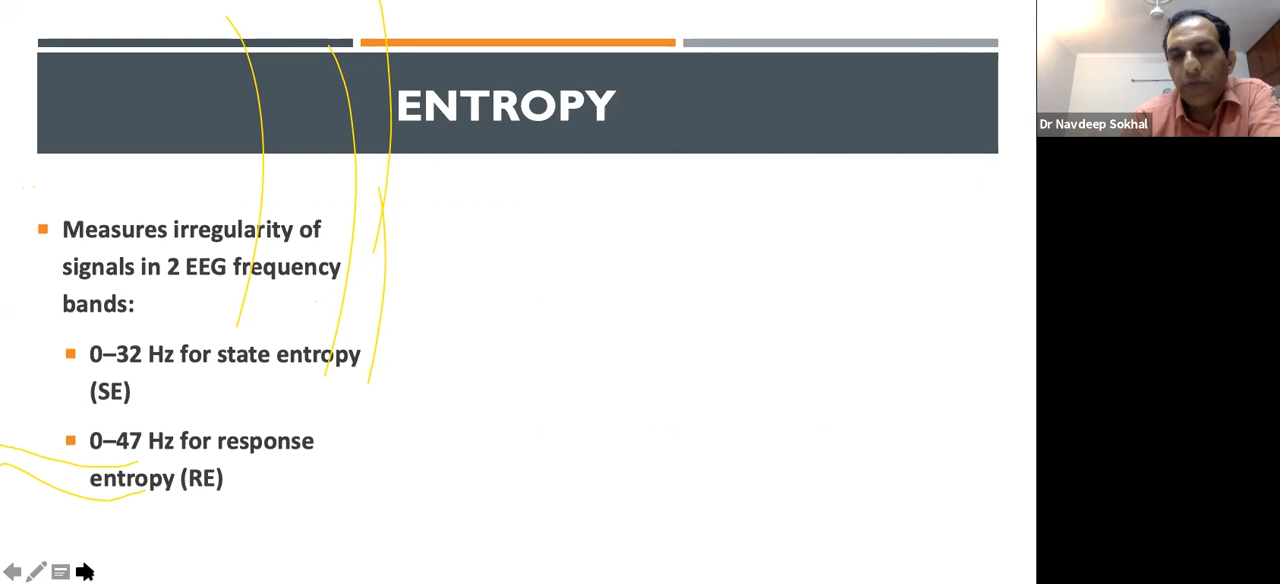 ENTROPY
Dr Navdeep Sokhal
Measures irregularity of
signals in 2 EEG frequency
bands:
0–32 Hz for state entropy
(SE)
0–47 Hz for response
entropy (RE)